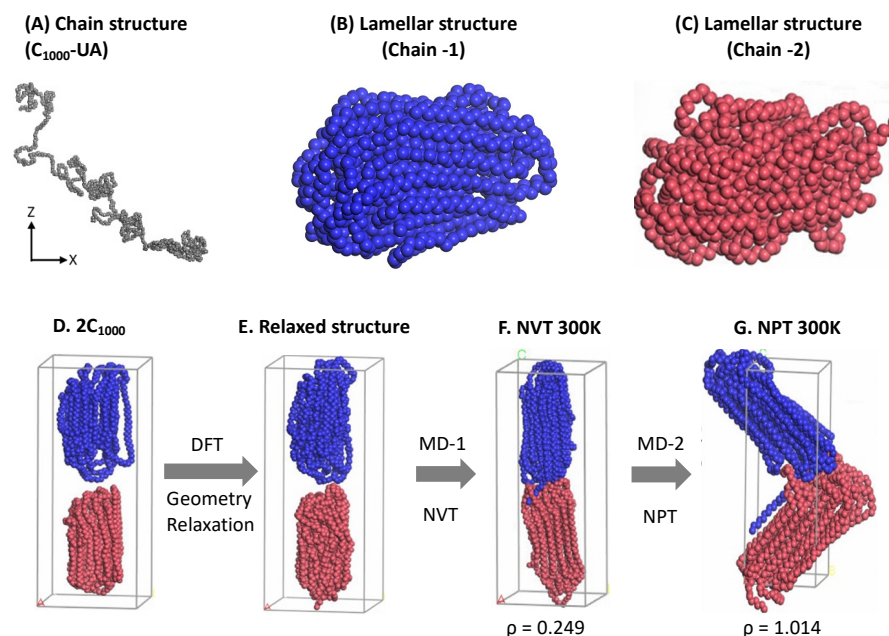 (A) Chain structure
(C₁₀₀₀-UA)
(B) Lamellar structure
(Chain -1)
(C) Lamellar structure
(Chain -2)
Z
X
D. 2C₁₀₀₀
E. Relaxed structure
F. NVT 300K
G. NPT 300K
C
DFT
Geometry
Relaxation
MD-1
NVT
MD-2
NPT
A
A
A
ρ = 0.249
ρ = 1.014